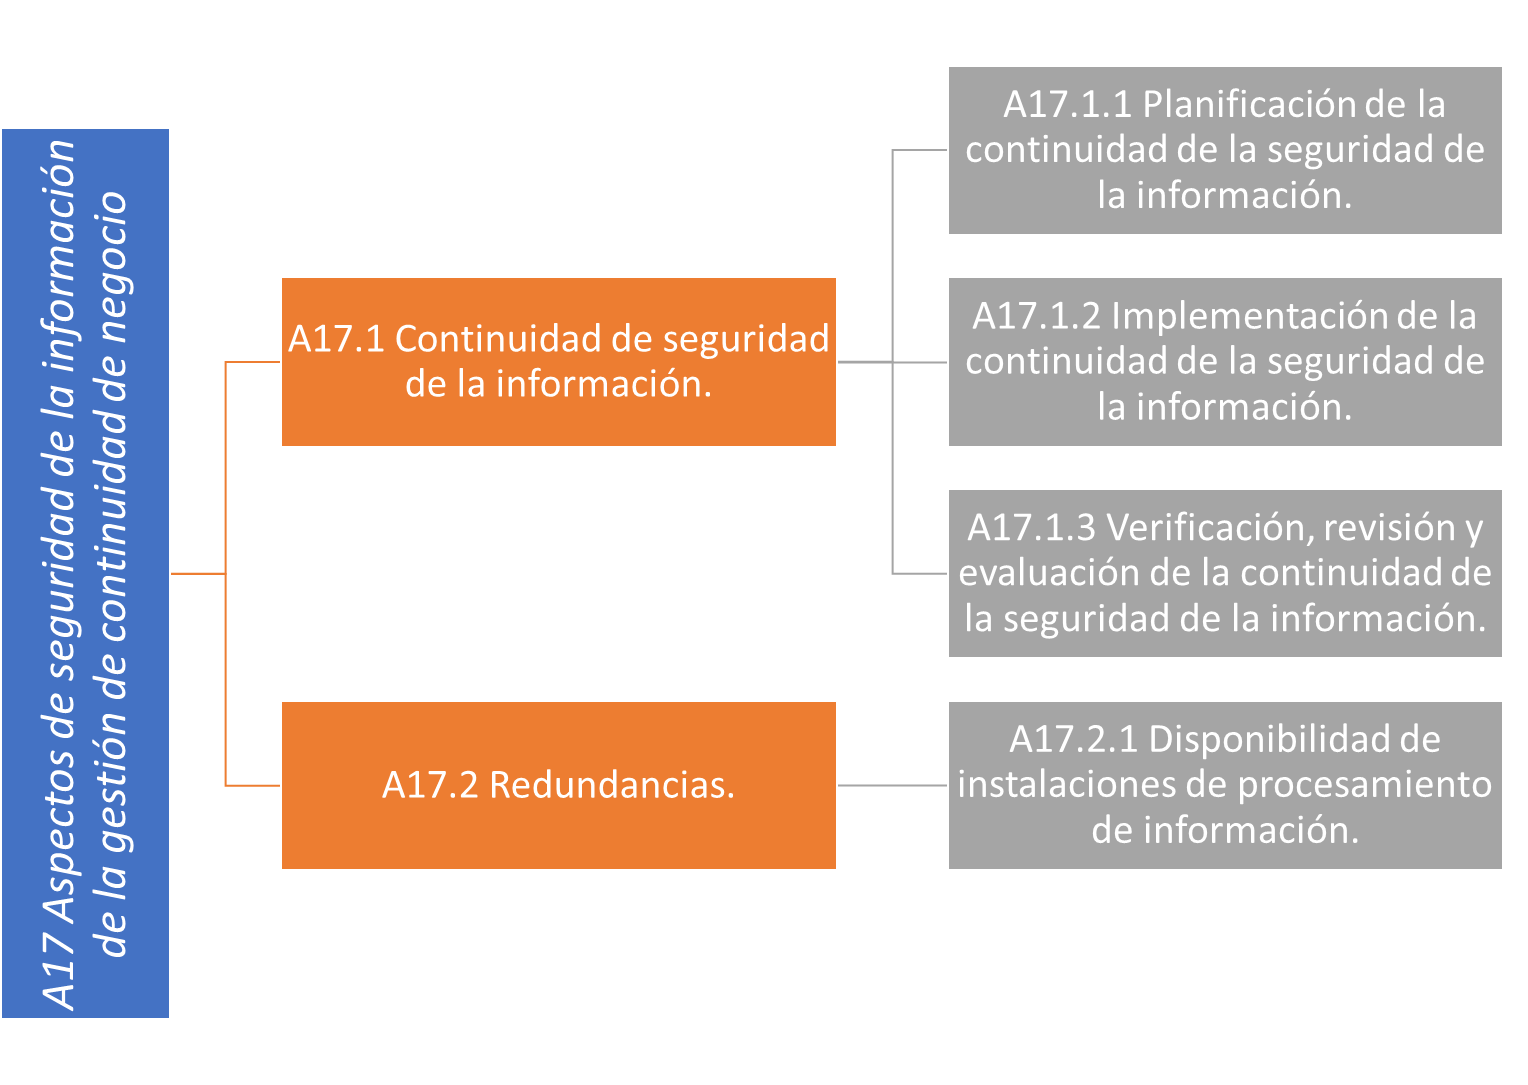 A17 Aspectos de seguridad de la información
de la gestión de continuidad de negocio
A17.1 Continuidad de seguridad
de la información.
A17.1.1 Planificación de la
continuidad de la seguridad de
la información.
A17.1.2 Implementación de la
continuidad de la seguridad de
la información.
A17.1.3 Verificación, revisión y
evaluación de la continuidad de
la seguridad de la información.
A17.2 Redundancias.
A17.2.1 Disponibilidad de
instalaciones de procesamiento
de información.